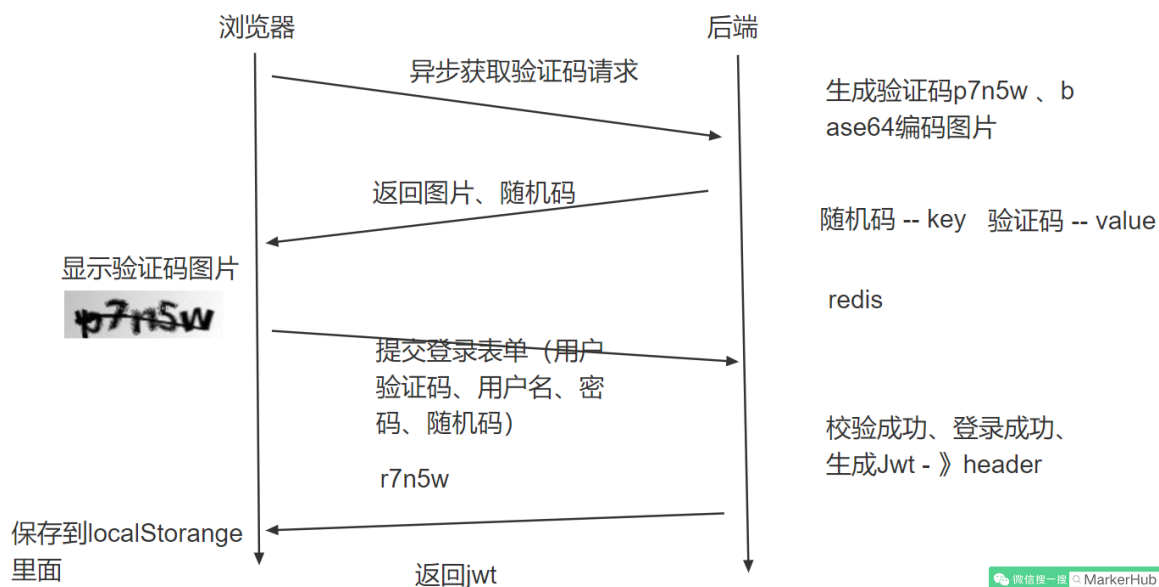 浏览器
后端
异步获取验证码请求
生成验证码p7n5w 、b
ase64编码图片
返回图片、随机码
随机码 -- key 验证码 -- value
显示验证码图片
p7n5w
redis
提交登录表单（用户
验证码、用户名、密
码、随机码）
r7n5w
校验成功、登录成功、
生成Jwt - 》header
保存到localStorange
里面
返回jwt
微信搜一搜 MarkerHub